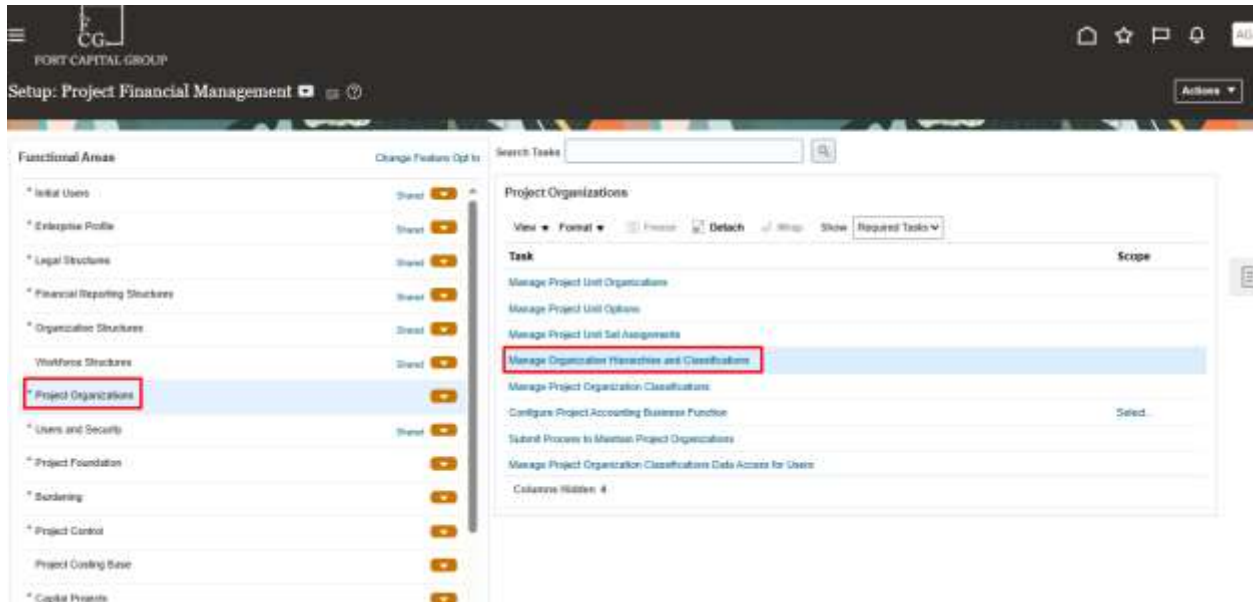 FCG
FORT CAPITAL GROUP
AG
Setup: Project Financial Management
Actions
Functional Areas
Change Feature Opt In
* Initial Users Shared
* Enterprise Profile Shared
* Legal Structures Shared
* Financial Reporting Structures Shared
* Organization Structures Shared
Workforce Structures Shared
* Project Organizations
* Users and Security Shared
* Project Foundation
* Burdening
* Project Control
Project Costing Base
* Capital Projects
Search Tasks
Project Organizations
View Format Freeze Detach Wrap Show Required Tasks
Task Scope
Manage Project Unit Organizations
Manage Project Unit Options
Manage Project Unit Set Assignments
Manage Organization Hierarchies and Classifications
Manage Project Organization Classifications
Configure Project Accounting Business Function Select..
Submit Process to Maintain Project Organizations
Manage Project Organization Classifications Data Access for Users
Columns Hidden 4